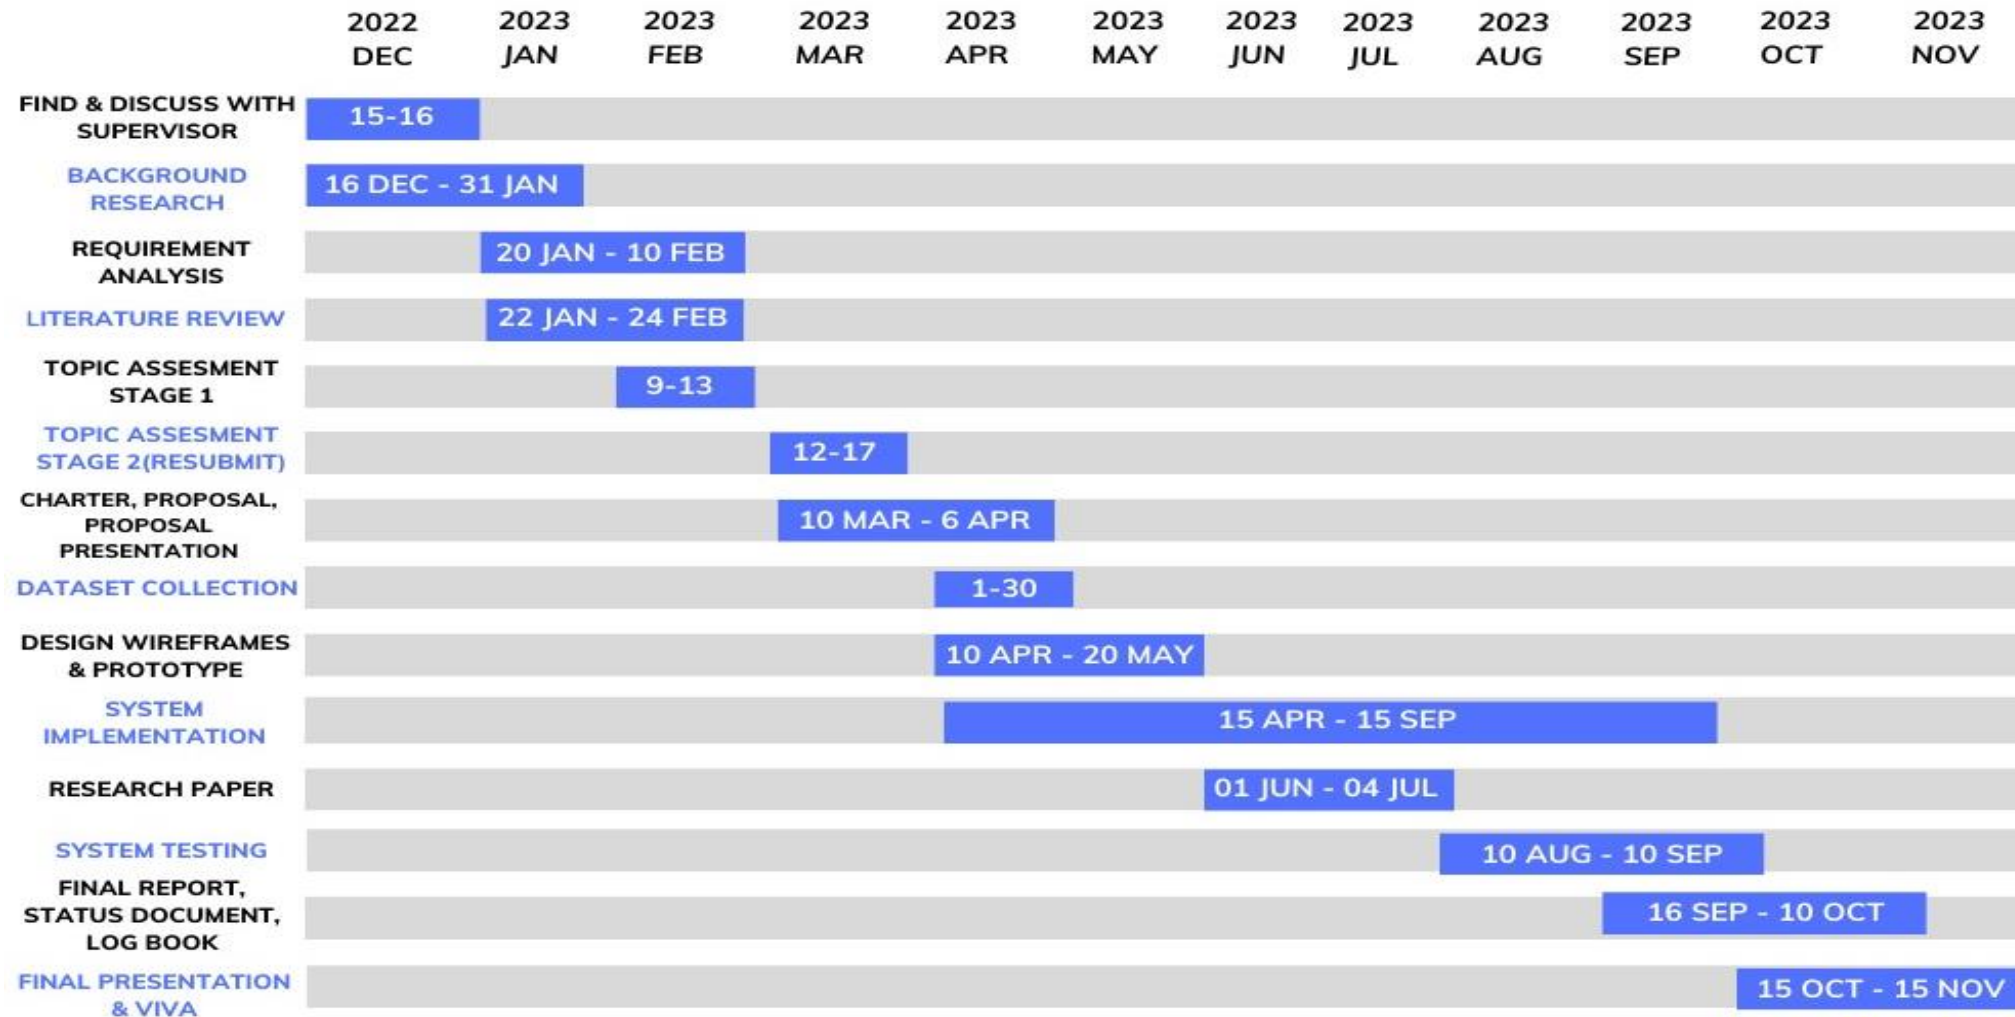 2022 2023 2023 2023 2023 2023 2023 2023 2023 2023 2023 2023
DEC JAN FEB MAR APR MAY JUN JUL AUG SEP OCT NOV
FIND & DISCUSS WITH
SUPERVISOR
15-16
BACKGROUND
RESEARCH
16 DEC - 31 JAN
REQUIREMENT
ANALYSIS
20 JAN - 10 FEB
LITERATURE REVIEW
22 JAN - 24 FEB
TOPIC ASSESMENT
STAGE 1
9-13
TOPIC ASSESMENT
STAGE 2(RESUBMIT)
12-17
CHARTER, PROPOSAL,
PROPOSAL
PRESENTATION
10 MAR - 6 APR
DATASET COLLECTION
1-30
DESIGN WIREFRAMES
& PROTOTYPE
10 APR - 20 MAY
SYSTEM
IMPLEMENTATION
15 APR - 15 SEP
RESEARCH PAPER
01 JUN - 04 JUL
SYSTEM TESTING
10 AUG - 10 SEP
FINAL REPORT,
STATUS DOCUMENT,
LOG BOOK
16 SEP - 10 OCT
FINAL PRESENTATION
& VIVA
15 OCT - 15 NOV